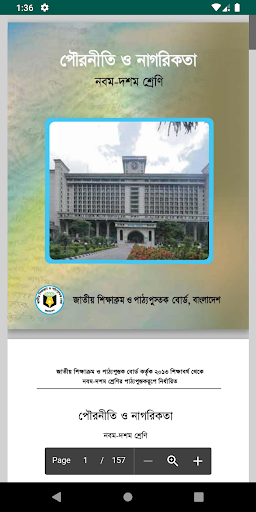 1:36
পৌরনীতি ও নাগরিকতা
নবম-দশম শ্রেণি
জাতীয় শিক্ষাক্রম ও পাঠ্যপুস্তক বোর্ড, বাংলাদেশ
জাতীয় শিক্ষাক্রম ও পাঠ্যপুস্তক বোর্ড কর্তৃক ২০১৩ শিক্ষাবর্ষ থেকে
নবম-দশম শ্রেণির পাঠ্যপুস্তকরূপে নির্ধারিত
পৌরনীতি ও নাগরিকতা
নবম-দশম শ্রেণি
Page 1 / 157